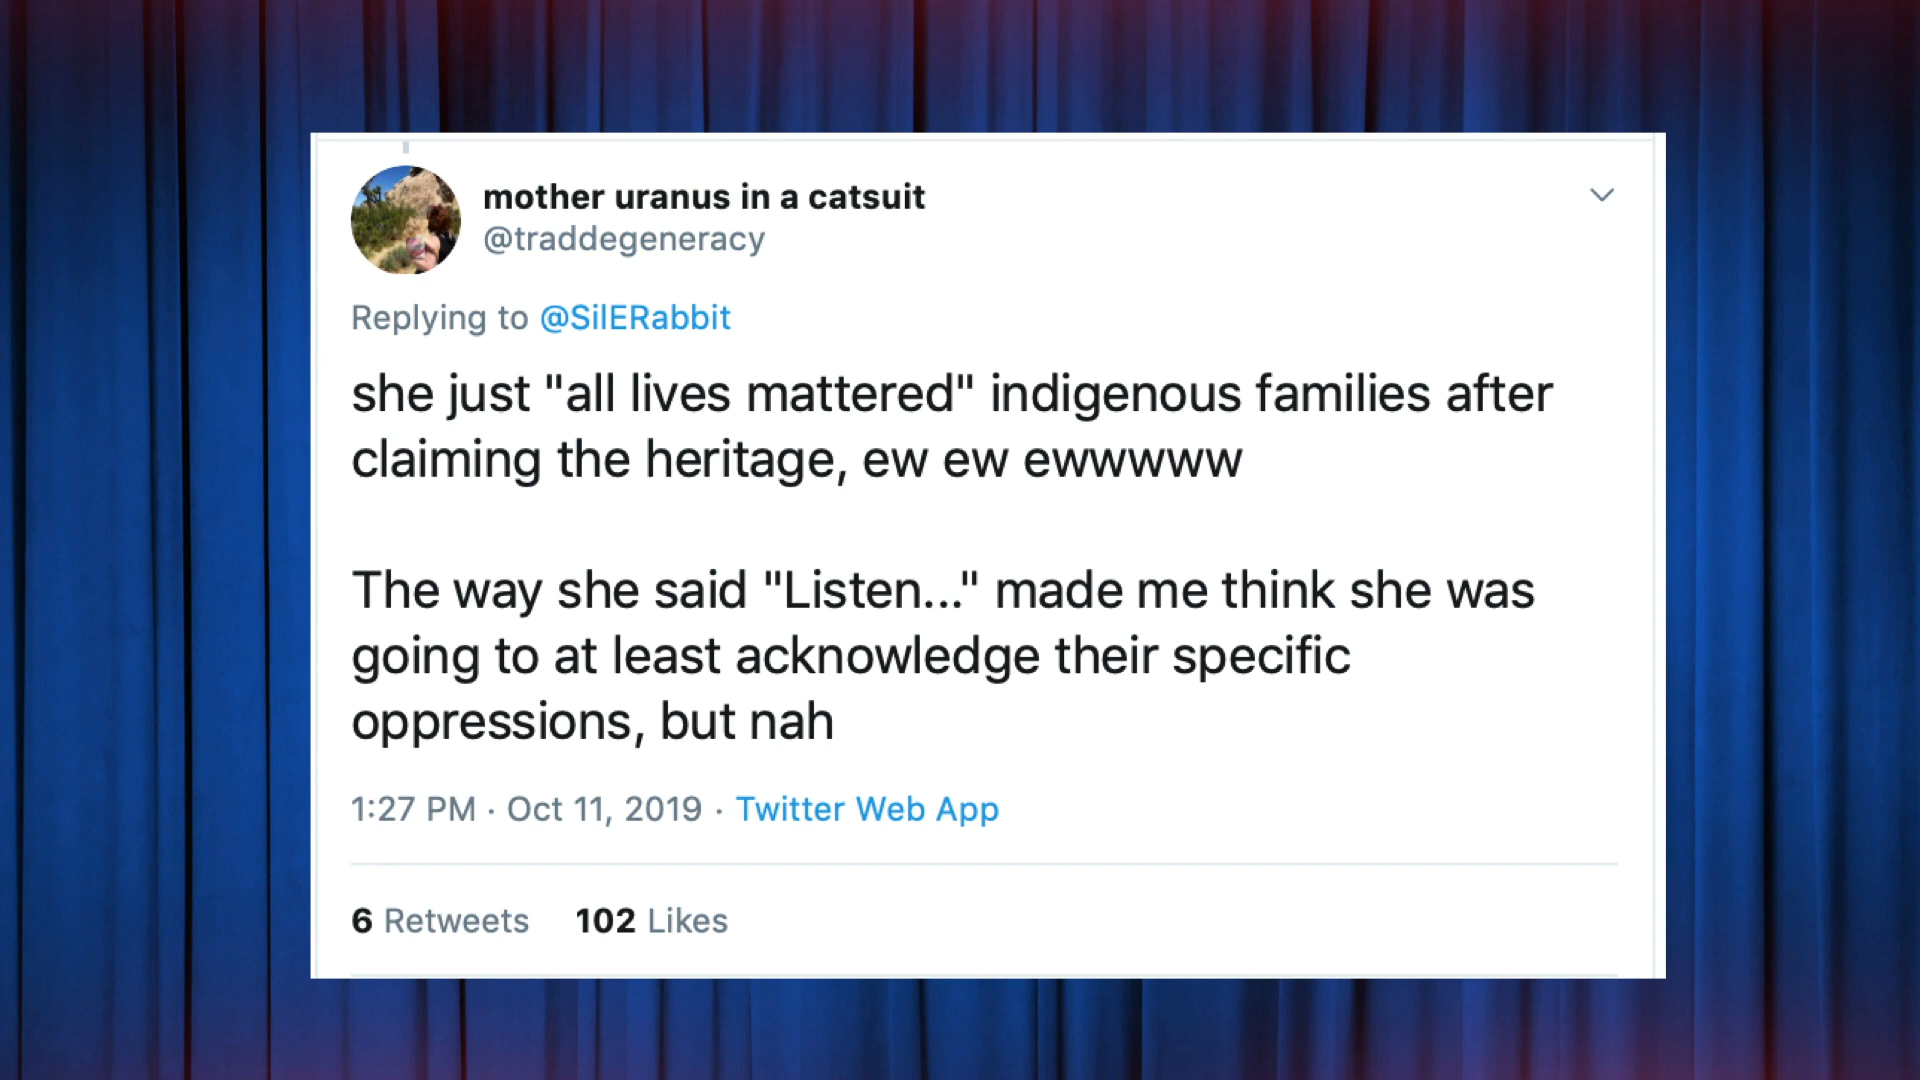 mother uranus in a catsuit
@traddegeneracy
Replying to @SilERabbit
she just "all lives mattered" indigenous families after
claiming the heritage, ew ew ewwwww
The way she said "Listen..." made me think she was
going to at least acknowledge their specific
oppressions, but nah
1:27 PM · Oct 11, 2019 · Twitter Web App
6 Retweets 102 Likes